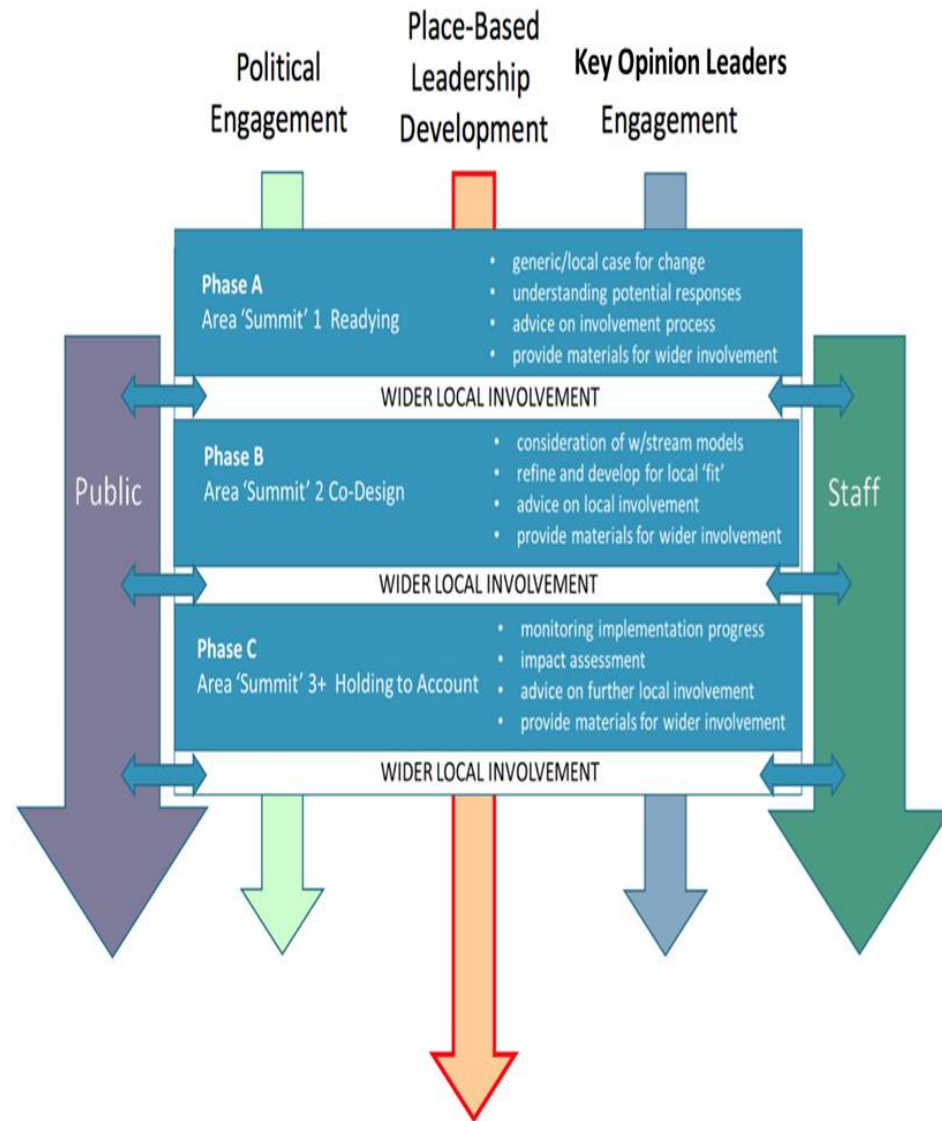 Political
Engagement
Place-Based
Leadership
Development
Key Opinion Leaders
Engagement
Phase A
Area ‘Summit’ 1 Readying
• generic/local case for change
• understanding potential responses
• advice on involvement process
• provide materials for wider involvement
WIDER LOCAL INVOLVEMENT
Public
Phase B
Area ‘Summit’ 2 Co-Design
• consideration of w/stream models
• refine and develop for local ‘fit’
• advice on local involvement
• provide materials for wider involvement
Staff
WIDER LOCAL INVOLVEMENT
Phase C
Area ‘Summit’ 3+ Holding to Account
• monitoring implementation progress
• impact assessment
• advice on further local involvement
• provide materials for wider involvement
WIDER LOCAL INVOLVEMENT